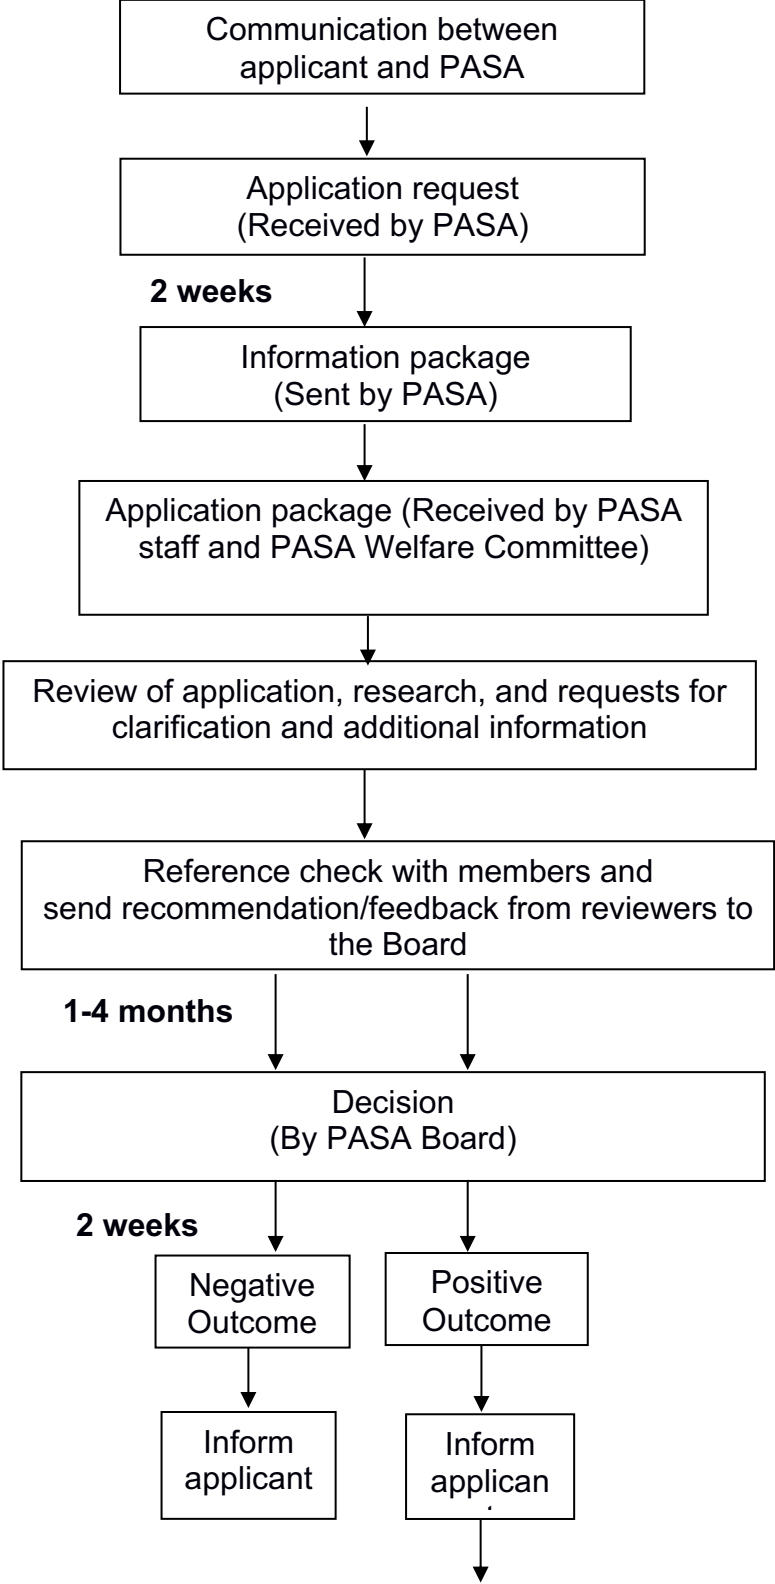 Communication between
applicant and PASA
Application request
(Received by PASA)
2 weeks
Information package
(Sent by PASA)
Application package (Received by PASA
staff and PASA Welfare Committee)
Review of application, research, and requests for
clarification and additional information
Reference check with members and
send recommendation/feedback from reviewers to
the Board
1-4 months
Decision
(By PASA Board)
2 weeks
Negative
Outcome
Positive
Outcome
Inform
applicant
Inform
applican